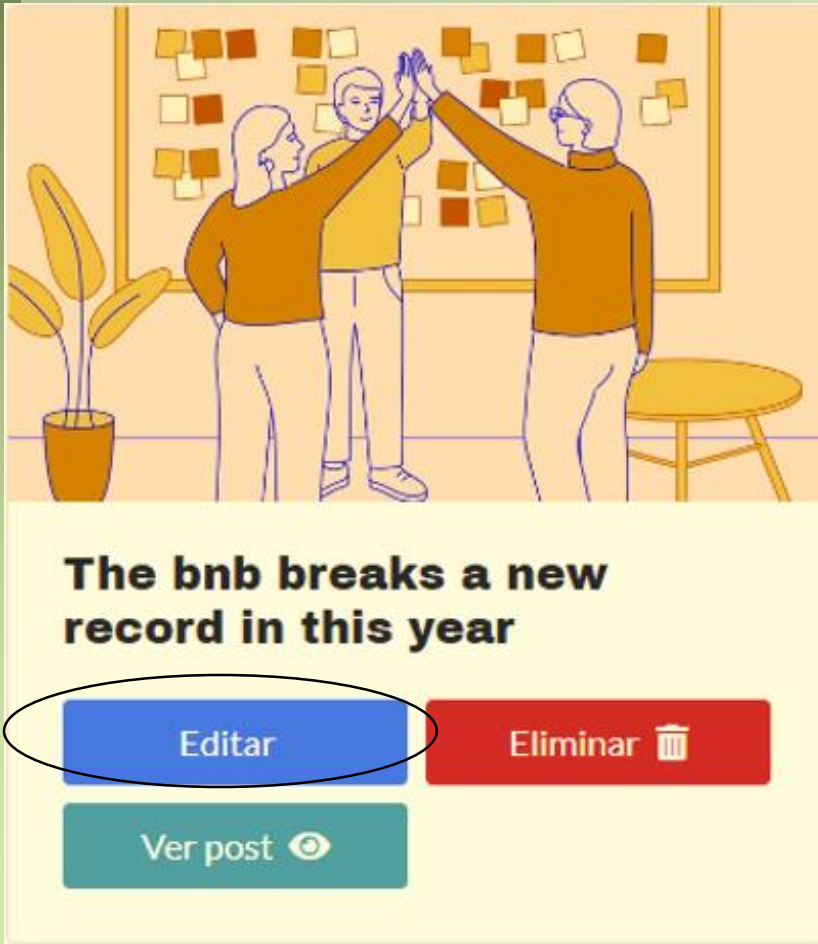 The bnb breaks a new
record in this year
Editar
Eliminar
Ver post